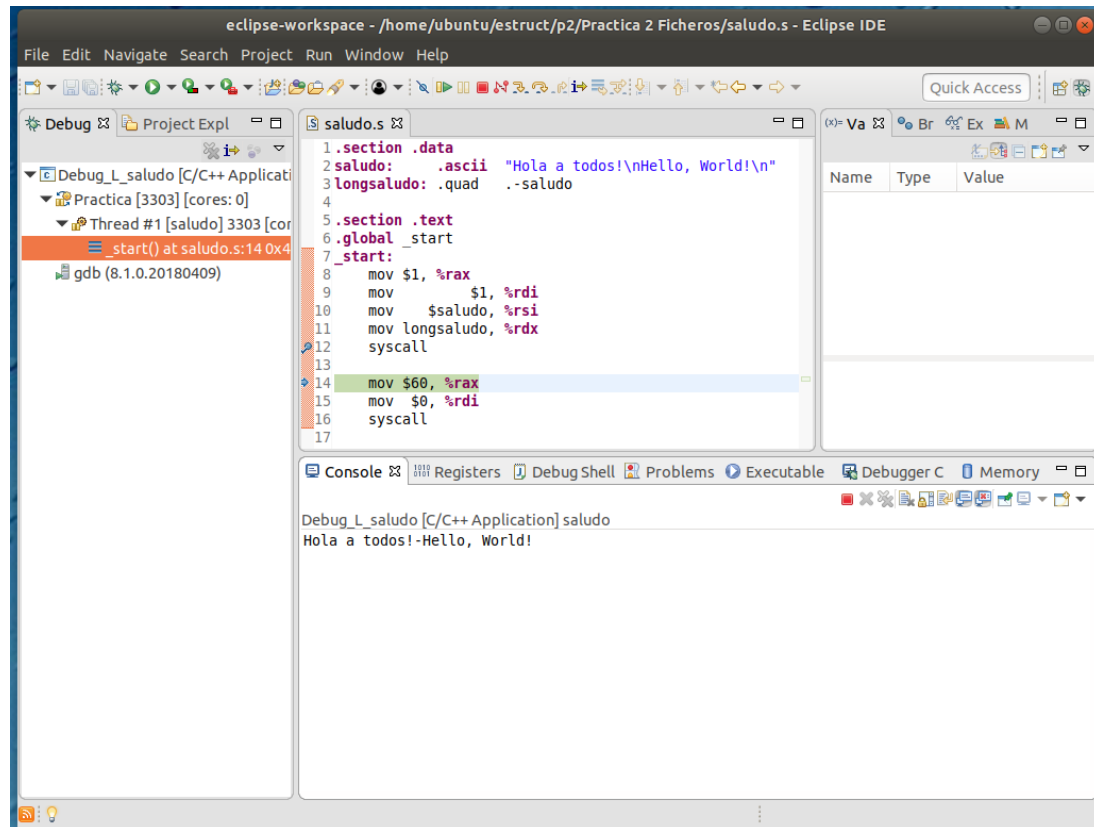 eclipse-workspace - /home/ubuntu/estruct/p2/Practica 2 Ficheros/saludo.s - Eclipse IDE
File Edit Navigate Search Project Run Window Help
Quick Access
Debug Project Expl
Debug_L_saludo [C/C++ Applicati
Practica [3303] [cores: 0]
Thread #1 [saludo] 3303 [cor
_start() at saludo.s:14 0x4
gdb (8.1.0.20180409)
saludo.s
1 .section .data
2 saludo: .ascii "Hola a todos!\nHello, World!\n"
3 longsaludo: .quad .-saludo
4
5 .section .text
6 .global _start
7 _start:
8 mov $1, %rax
9 mov $1, %rdi
10 mov $saludo, %rsi
11 mov longsaludo, %rdx
12 syscall
13
14 mov $60, %rax
15 mov $0, %rdi
16 syscall
17
(x)= Va Br Ex M
Name Type Value
Console Registers Debug Shell Problems Executable Debugger C Memory
Debug_L_saludo [C/C++ Application] saludo
Hola a todos!-Hello, World!